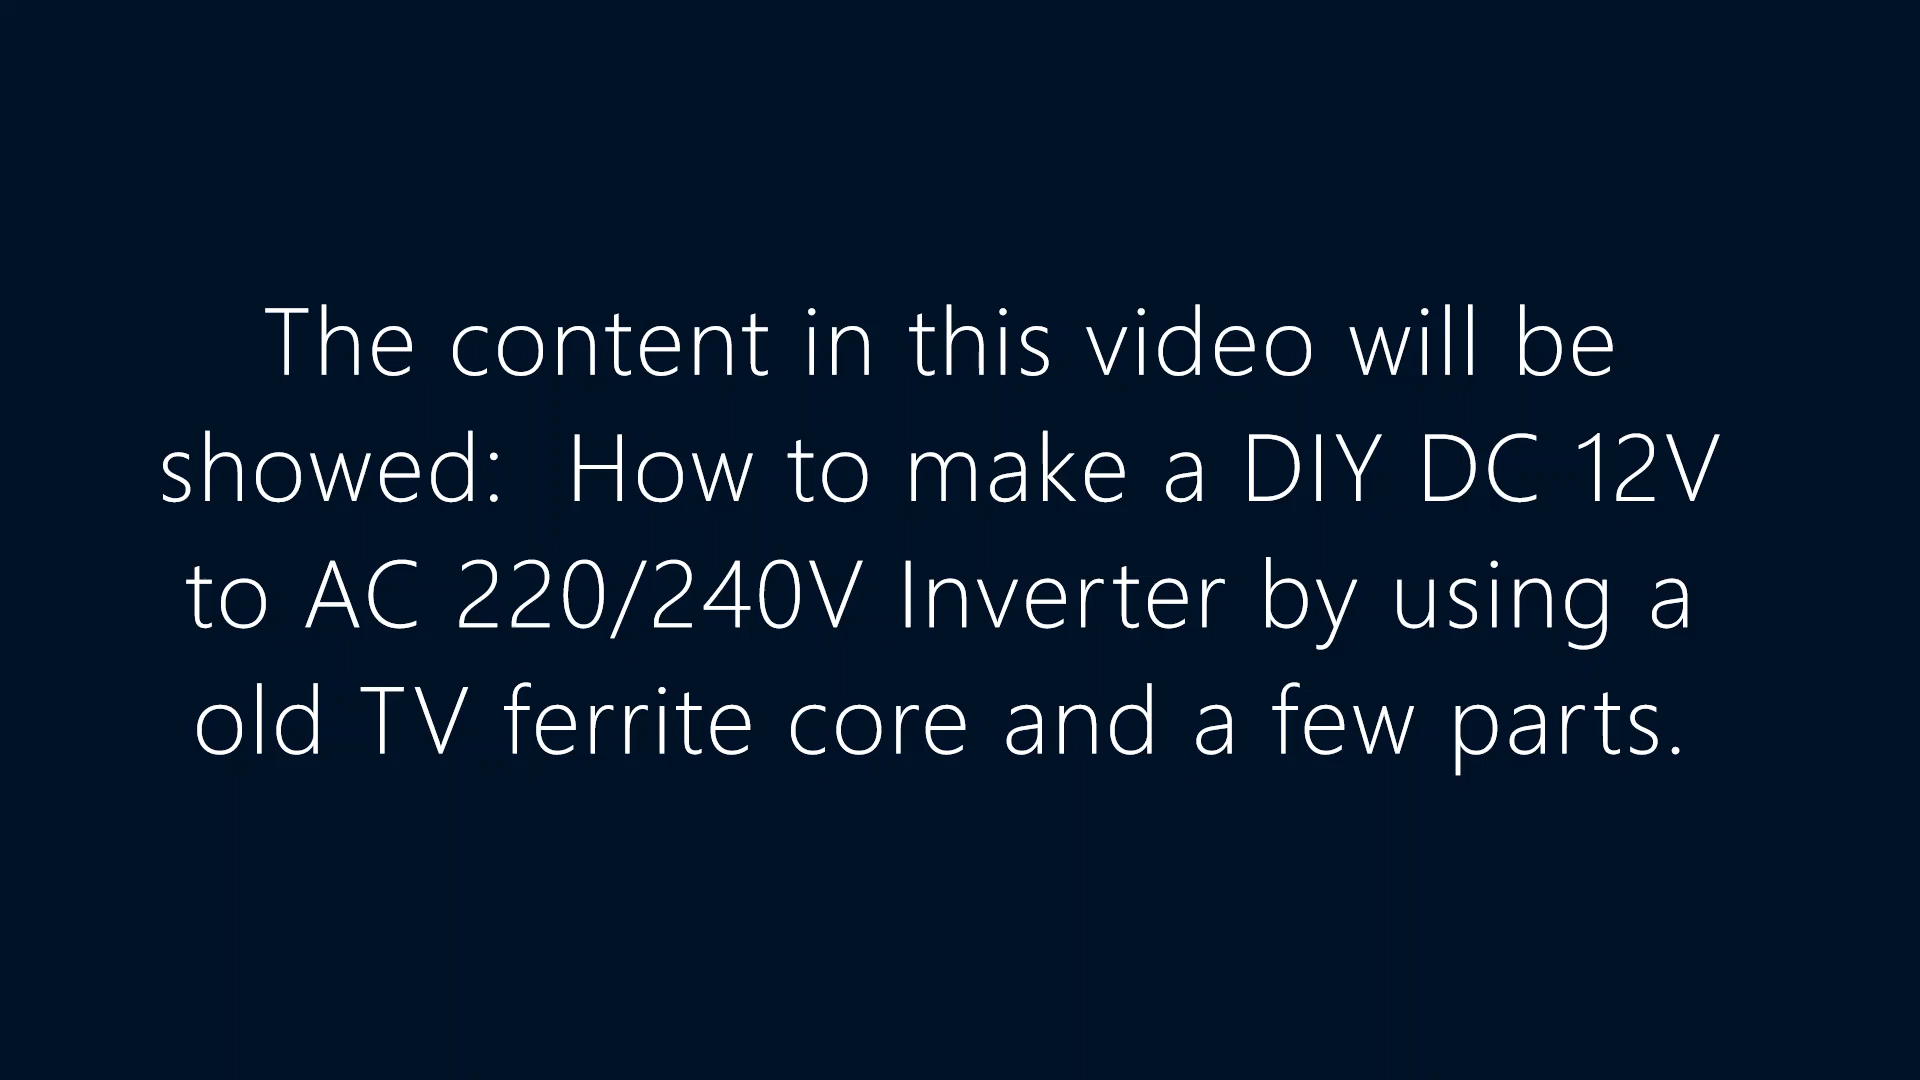 The content in this video will be
showed:  How to make a DIY DC 12V
to AC 220/240V Inverter by using a
old TV ferrite core and a few parts.